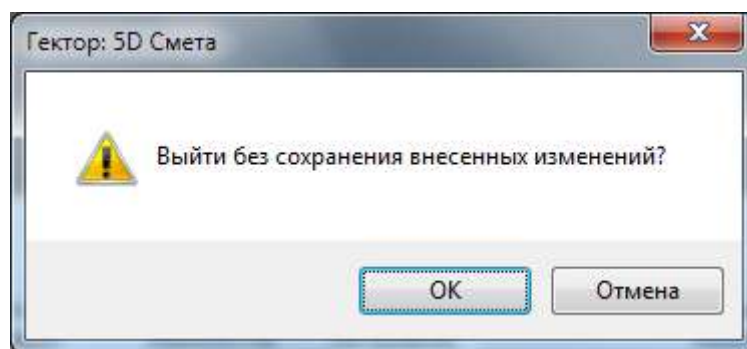 Гектор: 5D Смета
Выйти без сохранения внесенных изменений?
OK
Отмена